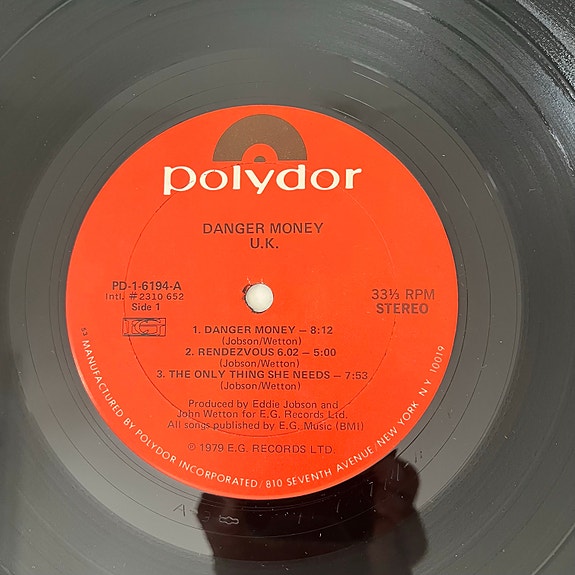 polydor
DANGER MONEY
U.K.
PD-1-6194-A
Intl. #2310 652
Side 1
33⅓ RPM
STEREO
1. DANGER MONEY – 8:12
(Jobson/Wetton)
2. RENDEZVOUS 6.02 – 5:00
(Jobson/Wetton)
3. THE ONLY THING SHE NEEDS – 7:53
(Jobson/Wetton)
Produced by Eddie Jobson and
John Wetton for E.G. Records Ltd.
All songs published by E.G. Music (BMI)
© 1979 E.G. RECORDS LTD.
53 MANUFACTURED BY POLYDOR INCORPORATED/810 SEVENTH AVENUE/NEW YORK, N.Y. 10019